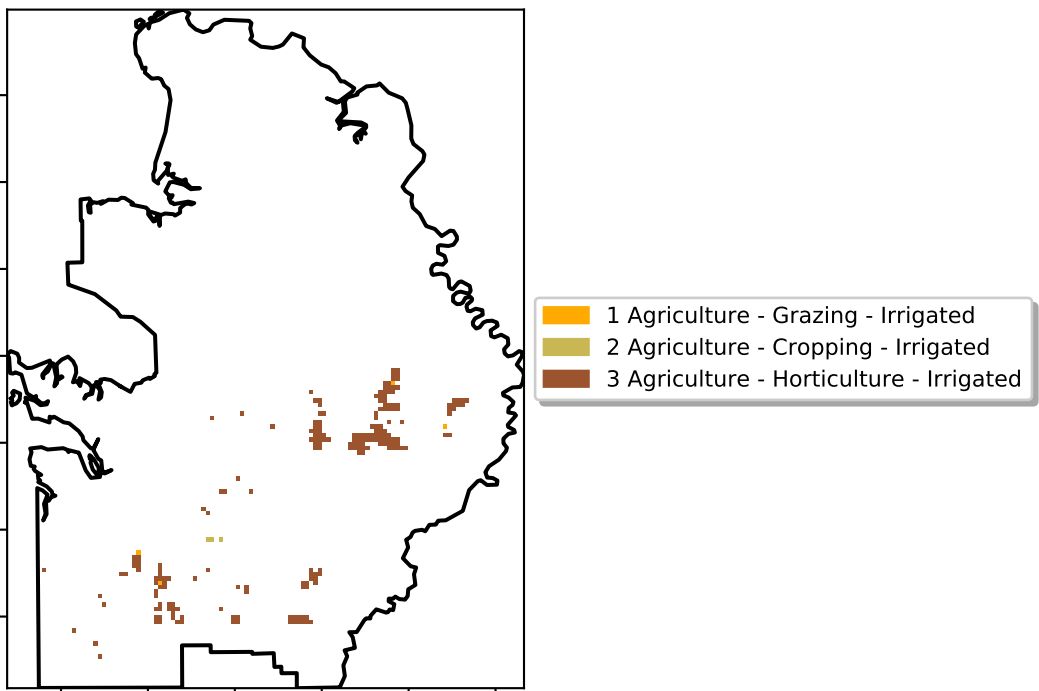 1 Agriculture - Grazing - Irrigated
2 Agriculture - Cropping - Irrigated
3 Agriculture - Horticulture - Irrigated